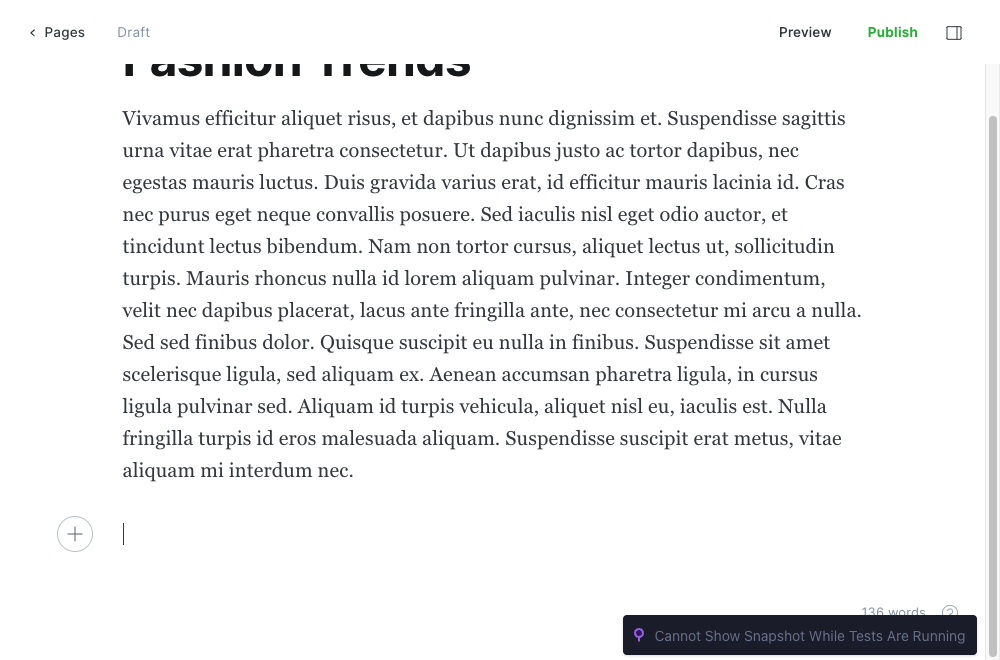 Pages
Draft
Preview
Publish
Fashion Trends
Vivamus efficitur aliquet risus, et dapibus nunc dignissim et. Suspendisse sagittis
urna vitae erat pharetra consectetur. Ut dapibus justo ac tortor dapibus, nec
egestas mauris luctus. Duis gravida varius erat, id efficitur mauris lacinia id. Cras
nec purus eget neque convallis posuere. Sed iaculis nisl eget odio auctor, et
tincidunt lectus bibendum. Nam non tortor cursus, aliquet lectus ut, sollicitudin
turpis. Mauris rhoncus nulla id lorem aliquam pulvinar. Integer condimentum,
velit nec dapibus placerat, lacus ante fringilla ante, nec consectetur mi arcu a nulla.
Sed sed finibus dolor. Quisque suscipit eu nulla in finibus. Suspendisse sit amet
scelerisque ligula, sed aliquam ex. Aenean accumsan pharetra ligula, in cursus
ligula pulvinar sed. Aliquam id turpis vehicula, aliquet nisl eu, iaculis est. Nulla
fringilla turpis id eros malesuada aliquam. Suspendisse suscipit erat metus, vitae
aliquam mi interdum nec.
136 words
Cannot Show Snapshot While Tests Are Running